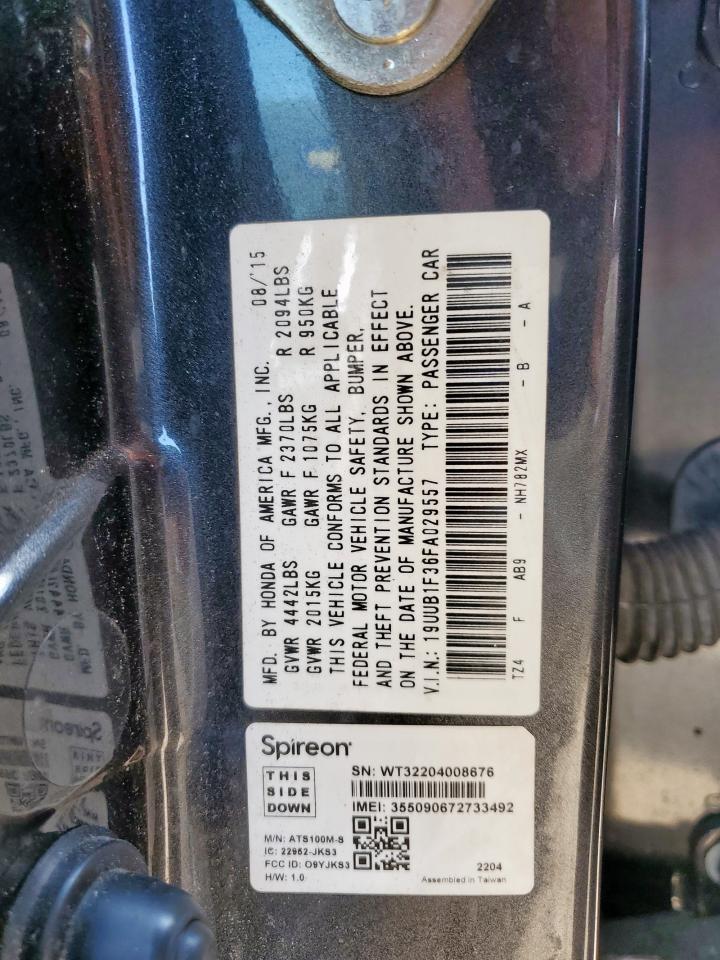 MFD. BY HONDA OF AMERICA MFG., INC. 08/'15
GVWR 4442LBS GAWR F 2370LBS R 2094LBS
GVWR 2015KG GAWR F 1075KG R 950KG
THIS VEHICLE CONFORMS TO ALL APPLICABLE
FEDERAL MOTOR VEHICLE SAFETY, BUMPER,
AND THEFT PREVENTION STANDARDS IN EFFECT
ON THE DATE OF MANUFACTURE SHOWN ABOVE.
V.I.N.: 19UUB1F36FA029557 TYPE: PASSENGER CAR
TZ4 F AB9 - NH782MX - B - A
Spireon
THIS SIDE DOWN
SN: WT32204008676
IMEI: 355090672733492
M/N: ATS100M-S
IC: 22952-JKS3
FCC ID: O9YJKS3
H/W: 1.0
2204
Assembled in Taiwan